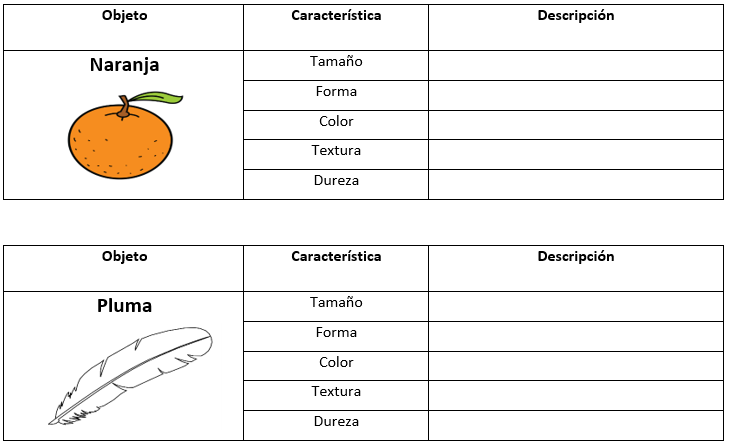 Objeto Característica Descripción
Naranja Tamaño
Forma
Color
Textura
Dureza
Objeto Característica Descripción
Pluma Tamaño
Forma
Color
Textura
Dureza